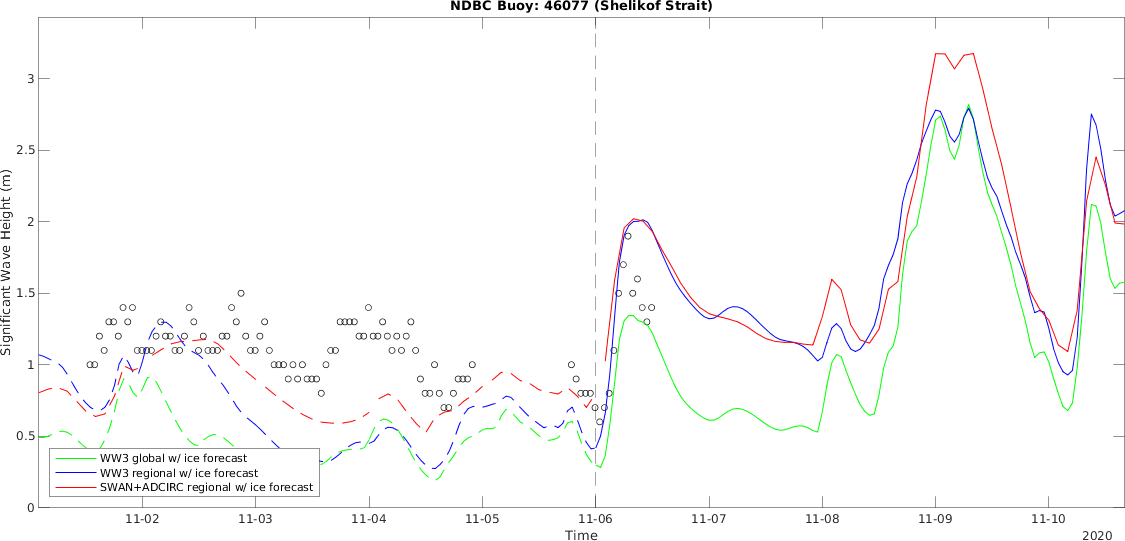 NDBC Buoy: 46077 (Shelikof Strait)
Significant Wave Height (m)
3
2.5
2
1.5
1
0.5
0
WW3 global w/ ice forecast
WW3 regional w/ ice forecast
SWAN+ADCIRC regional w/ ice forecast
11-02 11-03 11-04 11-05 11-06 11-07 11-08 11-09 11-10
Time
2020